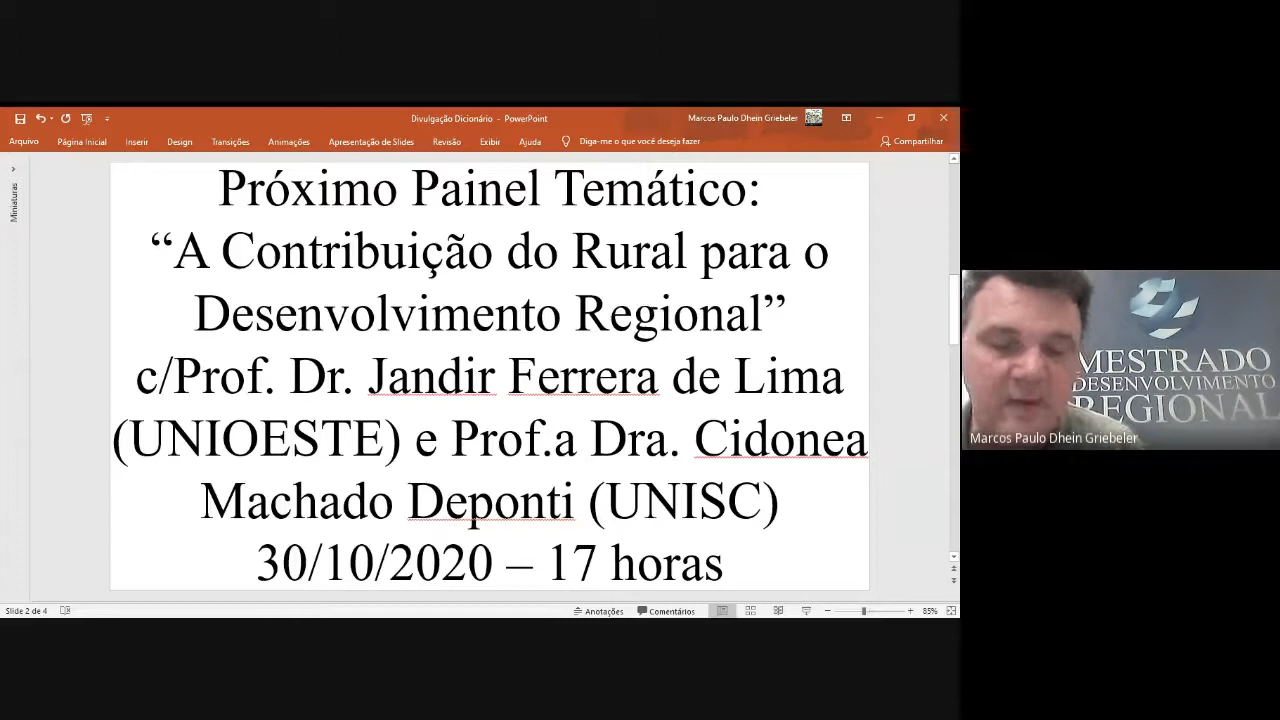 Divulgação Dicionário - PowerPoint
Marcos Paulo Dhein Griebeler
Arquivo Página Inicial Inserir Design Transições Animações Apresentação de Slides Revisão Exibir Ajuda Diga-me o que você deseja fazer Compartilhar
Miniaturas
Próximo Painel Temático:
“A Contribuição do Rural para o
Desenvolvimento Regional”
c/Prof. Dr. Jandir Ferrera de Lima
(UNIOESTE) e Prof.a Dra. Cidonea
Machado Deponti (UNISC)
30/10/2020 – 17 horas
Slide 2 de 4 Anotações Comentários 85%
MESTRADO
DESENVOLVIMENTO
REGIONAL
Marcos Paulo Dhein Griebeler